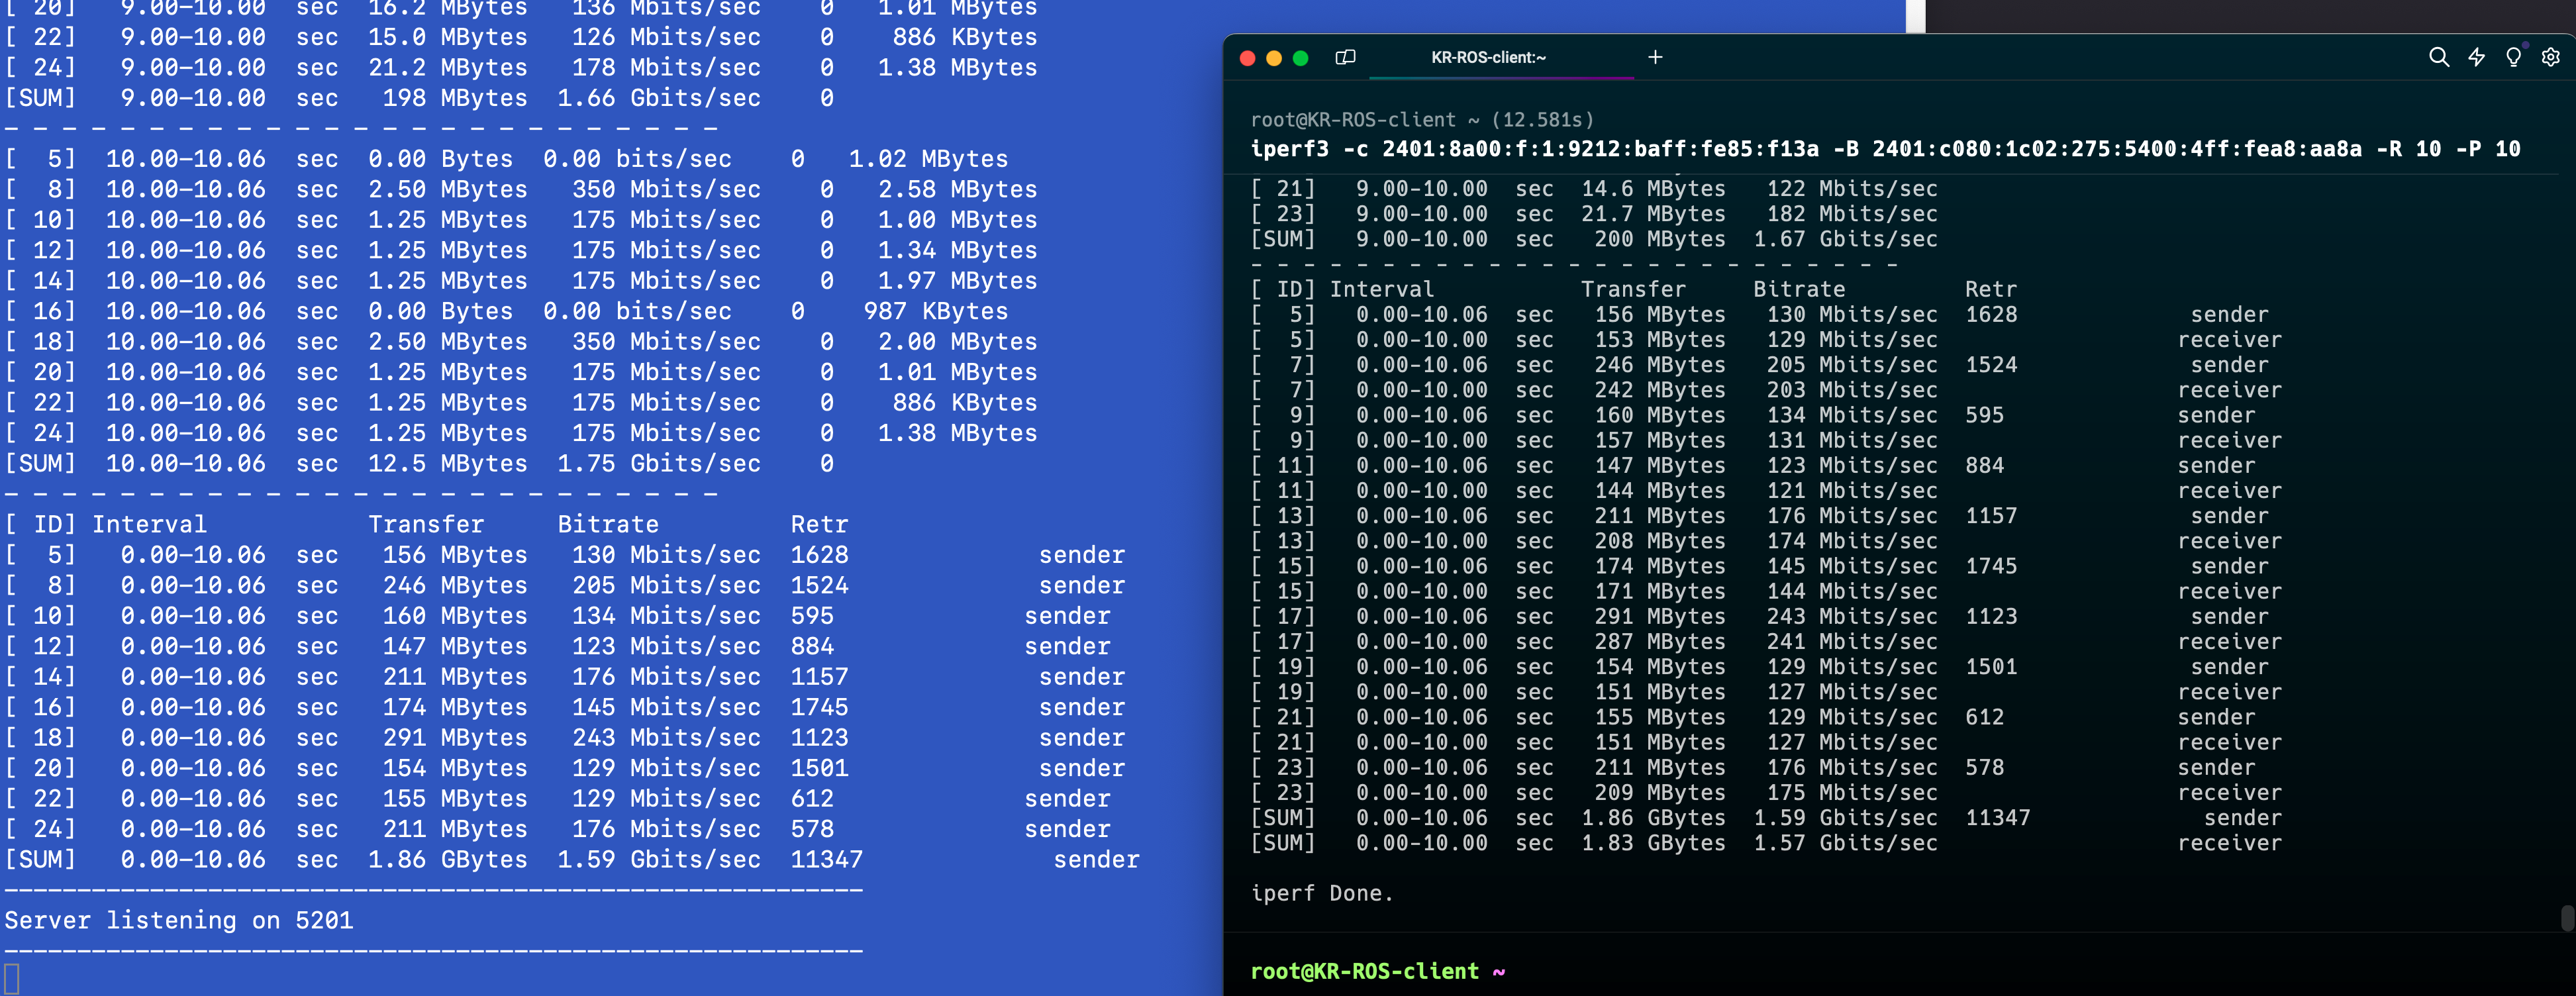 [ 20] 9.00-10.00 sec 16.2 MBytes 136 Mbits/sec 0 1.01 MBytes
[ 22] 9.00-10.00 sec 15.0 MBytes 126 Mbits/sec 0 886 KBytes
[ 24] 9.00-10.00 sec 21.2 MBytes 178 Mbits/sec 0 1.38 MBytes
[SUM] 9.00-10.00 sec 198 MBytes 1.66 Gbits/sec 0
- - - - - - - - - - - - - - - - - - - - - - - - -
[ 5] 10.00-10.06 sec 0.00 Bytes 0.00 bits/sec 0 1.02 MBytes
[ 8] 10.00-10.06 sec 2.50 MBytes 350 Mbits/sec 0 2.58 MBytes
[ 10] 10.00-10.06 sec 1.25 MBytes 175 Mbits/sec 0 1.00 MBytes
[ 12] 10.00-10.06 sec 1.25 MBytes 175 Mbits/sec 0 1.34 MBytes
[ 14] 10.00-10.06 sec 1.25 MBytes 175 Mbits/sec 0 1.97 MBytes
[ 16] 10.00-10.06 sec 0.00 Bytes 0.00 bits/sec 0 987 KBytes
[ 18] 10.00-10.06 sec 2.50 MBytes 350 Mbits/sec 0 2.00 MBytes
[ 20] 10.00-10.06 sec 1.25 MBytes 175 Mbits/sec 0 1.01 MBytes
[ 22] 10.00-10.06 sec 1.25 MBytes 175 Mbits/sec 0 886 KBytes
[ 24] 10.00-10.06 sec 1.25 MBytes 175 Mbits/sec 0 1.38 MBytes
[SUM] 10.00-10.06 sec 12.5 MBytes 1.75 Gbits/sec 0
- - - - - - - - - - - - - - - - - - - - - - - - -
[ ID] Interval Transfer Bitrate Retr
[ 5] 0.00-10.06 sec 156 MBytes 130 Mbits/sec 1628 sender
[ 8] 0.00-10.06 sec 246 MBytes 205 Mbits/sec 1524 sender
[ 10] 0.00-10.06 sec 160 MBytes 134 Mbits/sec 595 sender
[ 12] 0.00-10.06 sec 147 MBytes 123 Mbits/sec 884 sender
[ 14] 0.00-10.06 sec 211 MBytes 176 Mbits/sec 1157 sender
[ 16] 0.00-10.06 sec 174 MBytes 145 Mbits/sec 1745 sender
[ 18] 0.00-10.06 sec 291 MBytes 243 Mbits/sec 1123 sender
[ 20] 0.00-10.06 sec 154 MBytes 129 Mbits/sec 1501 sender
[ 22] 0.00-10.06 sec 155 MBytes 129 Mbits/sec 612 sender
[ 24] 0.00-10.06 sec 211 MBytes 176 Mbits/sec 578 sender
[SUM] 0.00-10.06 sec 1.86 GBytes 1.59 Gbits/sec 11347 sender
-----------------------------------------------------------
Server listening on 5201
-----------------------------------------------------------
KR-ROS-client:~
root@KR-ROS-client ~ (12.581s)
iperf3 -c 2401:8a00:f:1:9212:baff:fe85:f13a -B 2401:c080:1c02:275:5400:4ff:fea8:aa8a -R 10 -P 10
[ 21] 9.00-10.00 sec 14.6 MBytes 122 Mbits/sec
[ 23] 9.00-10.00 sec 21.7 MBytes 182 Mbits/sec
[SUM] 9.00-10.00 sec 200 MBytes 1.67 Gbits/sec
- - - - - - - - - - - - - - - - - - - - - - - - -
[ ID] Interval Transfer Bitrate Retr
[ 5] 0.00-10.06 sec 156 MBytes 130 Mbits/sec 1628 sender
[ 5] 0.00-10.00 sec 153 MBytes 129 Mbits/sec receiver
[ 7] 0.00-10.06 sec 246 MBytes 205 Mbits/sec 1524 sender
[ 7] 0.00-10.00 sec 242 MBytes 203 Mbits/sec receiver
[ 9] 0.00-10.06 sec 160 MBytes 134 Mbits/sec 595 sender
[ 9] 0.00-10.00 sec 157 MBytes 131 Mbits/sec receiver
[ 11] 0.00-10.06 sec 147 MBytes 123 Mbits/sec 884 sender
[ 11] 0.00-10.00 sec 144 MBytes 121 Mbits/sec receiver
[ 13] 0.00-10.06 sec 211 MBytes 176 Mbits/sec 1157 sender
[ 13] 0.00-10.00 sec 208 MBytes 174 Mbits/sec receiver
[ 15] 0.00-10.06 sec 174 MBytes 145 Mbits/sec 1745 sender
[ 15] 0.00-10.00 sec 171 MBytes 144 Mbits/sec receiver
[ 17] 0.00-10.06 sec 291 MBytes 243 Mbits/sec 1123 sender
[ 17] 0.00-10.00 sec 287 MBytes 241 Mbits/sec receiver
[ 19] 0.00-10.06 sec 154 MBytes 129 Mbits/sec 1501 sender
[ 19] 0.00-10.00 sec 151 MBytes 127 Mbits/sec receiver
[ 21] 0.00-10.06 sec 155 MBytes 129 Mbits/sec 612 sender
[ 21] 0.00-10.00 sec 151 MBytes 127 Mbits/sec receiver
[ 23] 0.00-10.06 sec 211 MBytes 176 Mbits/sec 578 sender
[ 23] 0.00-10.00 sec 209 MBytes 175 Mbits/sec receiver
[SUM] 0.00-10.06 sec 1.86 GBytes 1.59 Gbits/sec 11347 sender
[SUM] 0.00-10.00 sec 1.83 GBytes 1.57 Gbits/sec receiver
iperf Done.
root@KR-ROS-client ~